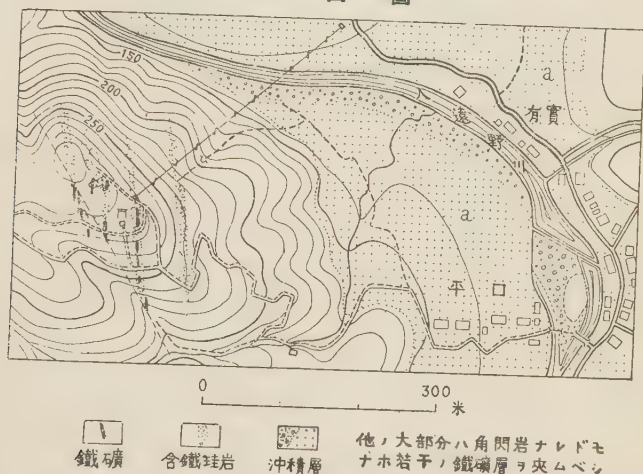 圖
150
200
250
a
有實
遠野川
a
平口
0 300
米
鐵礦 含鐵珪岩 沖積層
他ノ大部分ハ角閃岩ナレドモ
ナホ若干ノ鐵礦層ヲ夾ムベシ